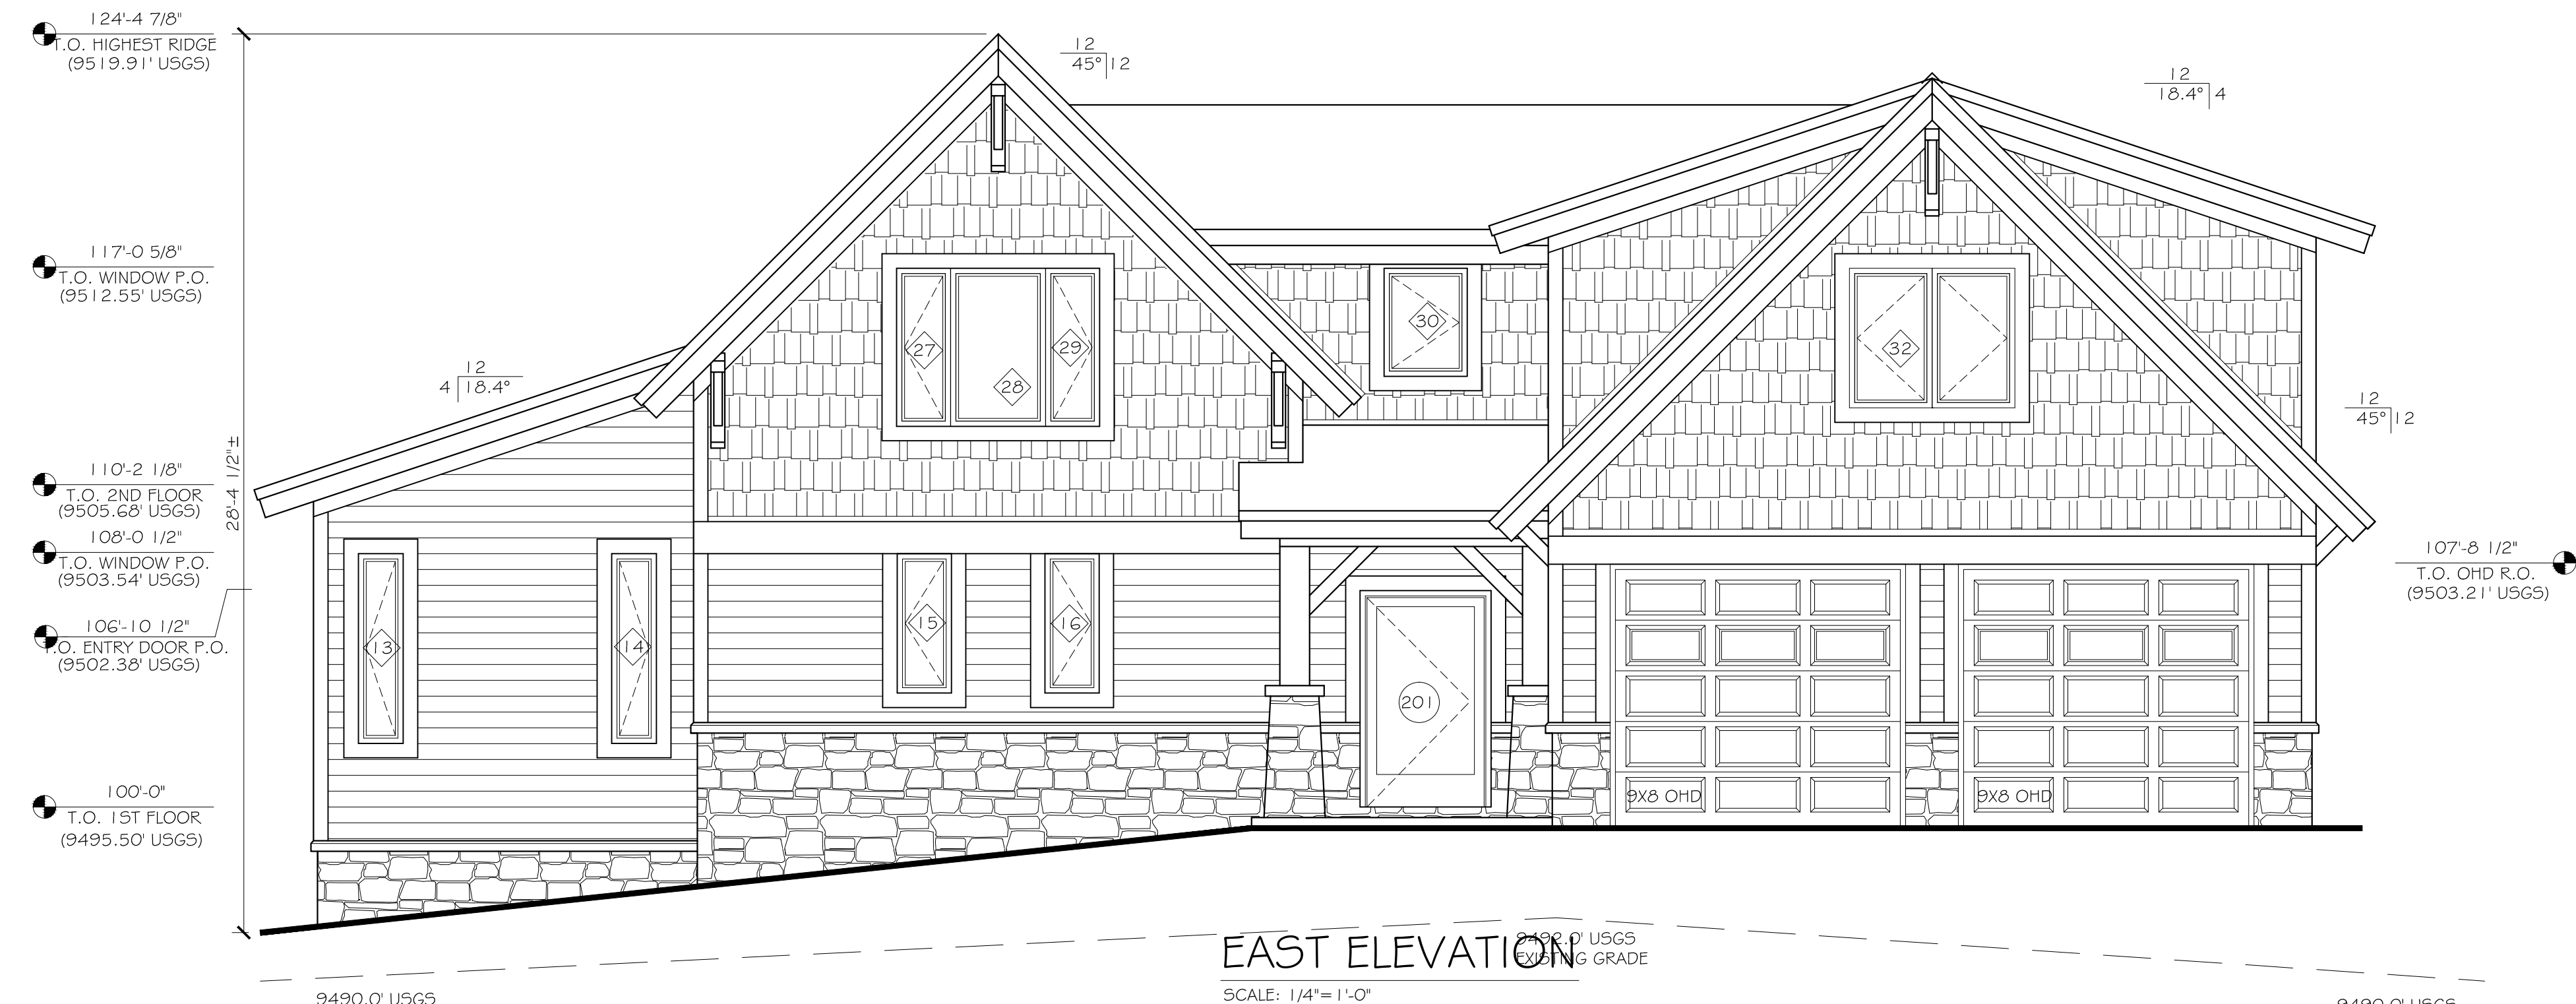 124'-4 7/8"
T.O. HIGHEST RIDGE
(9519.91' USGS)
12
45° 12
12
18.4° 4
117'-0 5/8"
T.O. WINDOW P.O.
(9512.55' USGS)
27
28
29
30
32
12
4 18.4°
12
45° 12
28'-4 1/2"±
110'-2 1/8"
T.O. 2ND FLOOR
(9505.68' USGS)
108'-0 1/2"
T.O. WINDOW P.O.
(9503.54' USGS)
107'-8 1/2"
T.O. OHD R.O.
(9503.21' USGS)
106'-10 1/2"
T.O. ENTRY DOOR P.O.
(9502.38' USGS)
13
14
15
16
201
100'-0"
T.O. 1ST FLOOR
(9495.50' USGS)
9X8 OHD
9X8 OHD
EAST ELEVATION
9492.0' USGS
EXISTING GRADE
SCALE: 1/4"=1'-0"
9490.0' USGS
9490.0' USGS